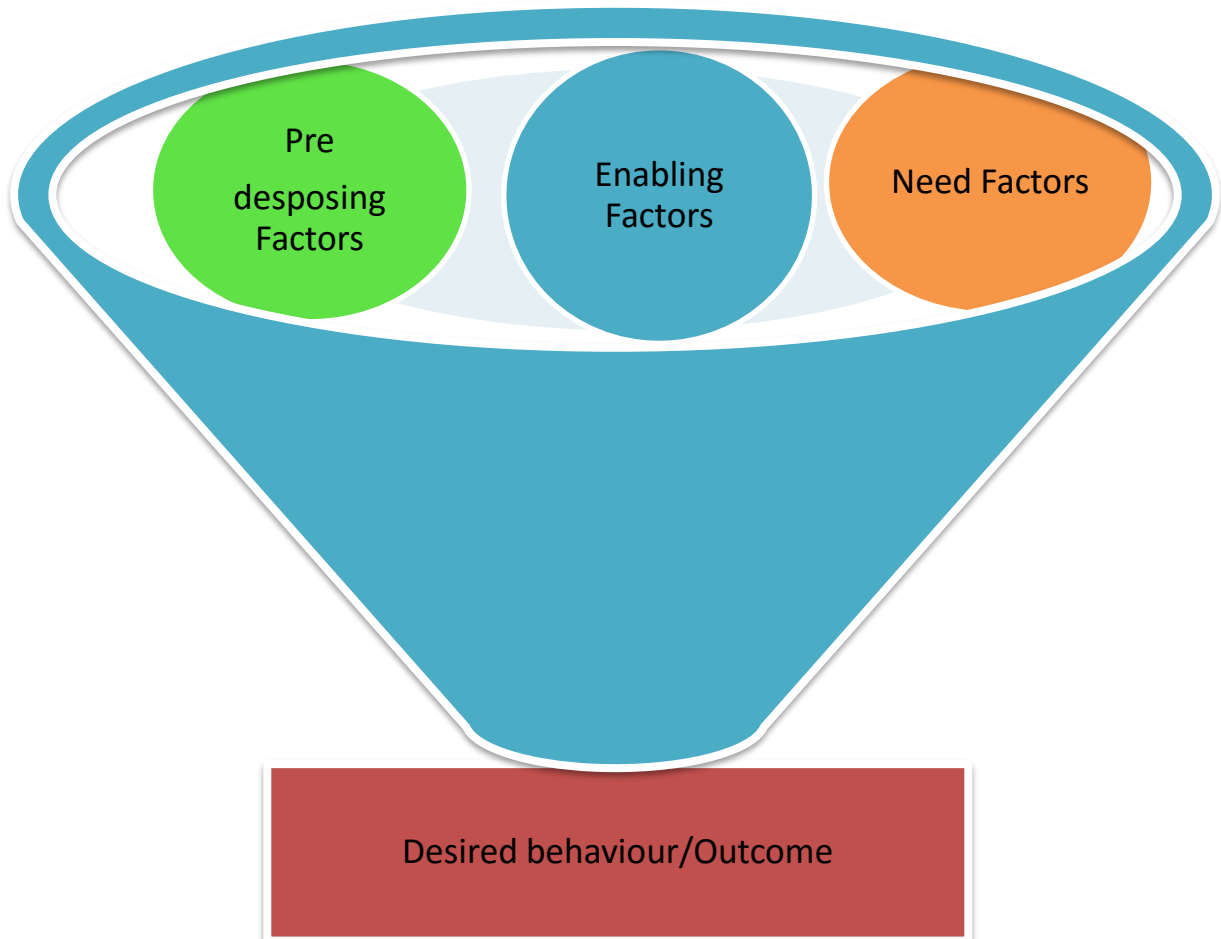 Pre
desposing
Factors
Enabling
Factors
Need Factors
Desired behaviour/Outcome